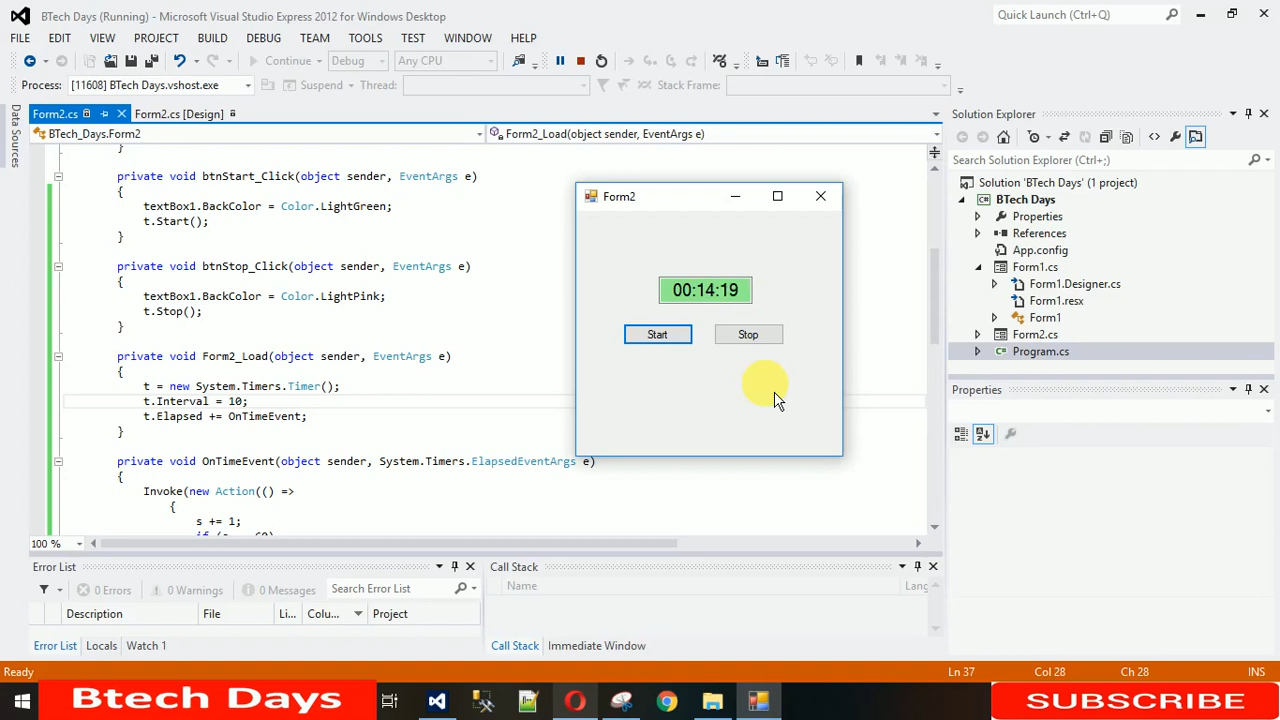 BTech Days (Running) - Microsoft Visual Studio Express 2012 for Windows Desktop
Quick Launch (Ctrl+Q)
FILE EDIT VIEW PROJECT BUILD DEBUG TEAM TOOLS TEST WINDOW HELP
Continue Debug Any CPU
Process: [11608] BTech Days.vshost.exe Suspend Thread: Stack Frame:
Data Sources
Form2.cs Form2.cs [Design]
BTech_Days.Form2 Form2_Load(object sender, EventArgs e)
}
private void btnStart_Click(object sender, EventArgs e)
{
textBox1.BackColor = Color.LightGreen;
t.Start();
}
private void btnStop_Click(object sender, EventArgs e)
{
textBox1.BackColor = Color.LightPink;
t.Stop();
}
private void Form2_Load(object sender, EventArgs e)
{
t = new System.Timers.Timer();
t.Interval = 10;
t.Elapsed += OnTimeEvent;
}
private void OnTimeEvent(object sender, System.Timers.ElapsedEventArgs e)
{
Invoke(new Action(() =>
{
s += 1;
100 %
Form2
00:14:19
Start Stop
Solution Explorer
Search Solution Explorer (Ctrl+;)
Solution 'BTech Days' (1 project)
BTech Days
Properties
References
App.config
Form1.cs
Form1.Designer.cs
Form1.resx
Form1
Form2.cs
Program.cs
Properties
Error List
0 Errors 0 Warnings 0 Messages Search Error List
Description File Li... Colu... Project
Error List Locals Watch 1
Call Stack
Name Lang
Call Stack Immediate Window
Ready Ln 37 Col 28 Ch 28 INS
Btech Days
SUBSCRIBE